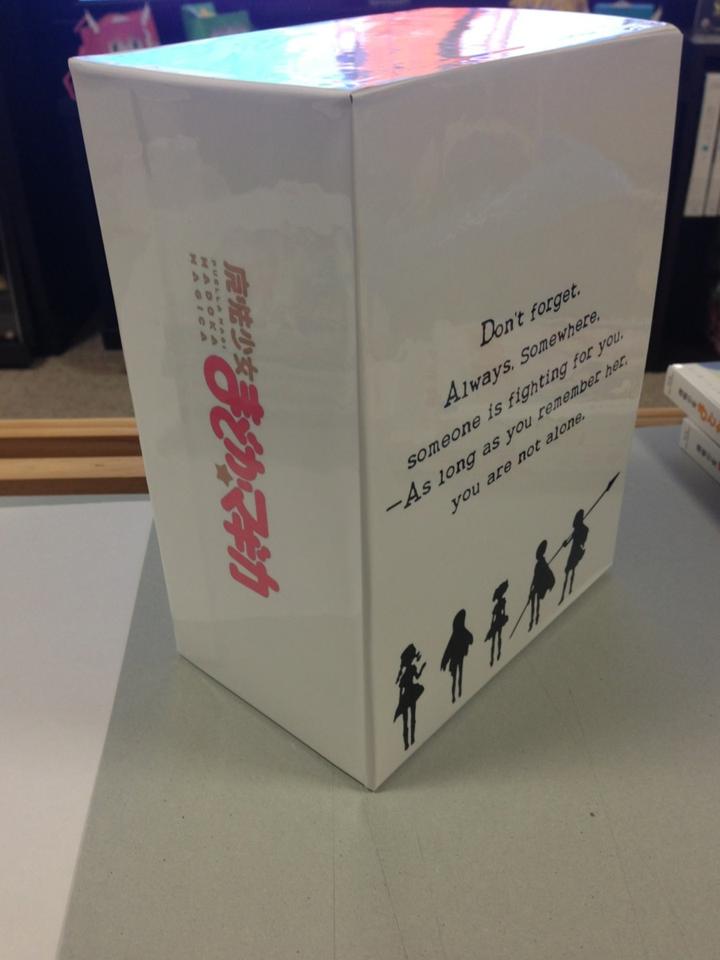 魔法少女
まどか☆マギカ
PUELLA MAGI
MADOKA
MAGICA
Don't forget.
Always, Somewhere,
someone is fighting for you.
—As long as you remember her,
you are not alone.